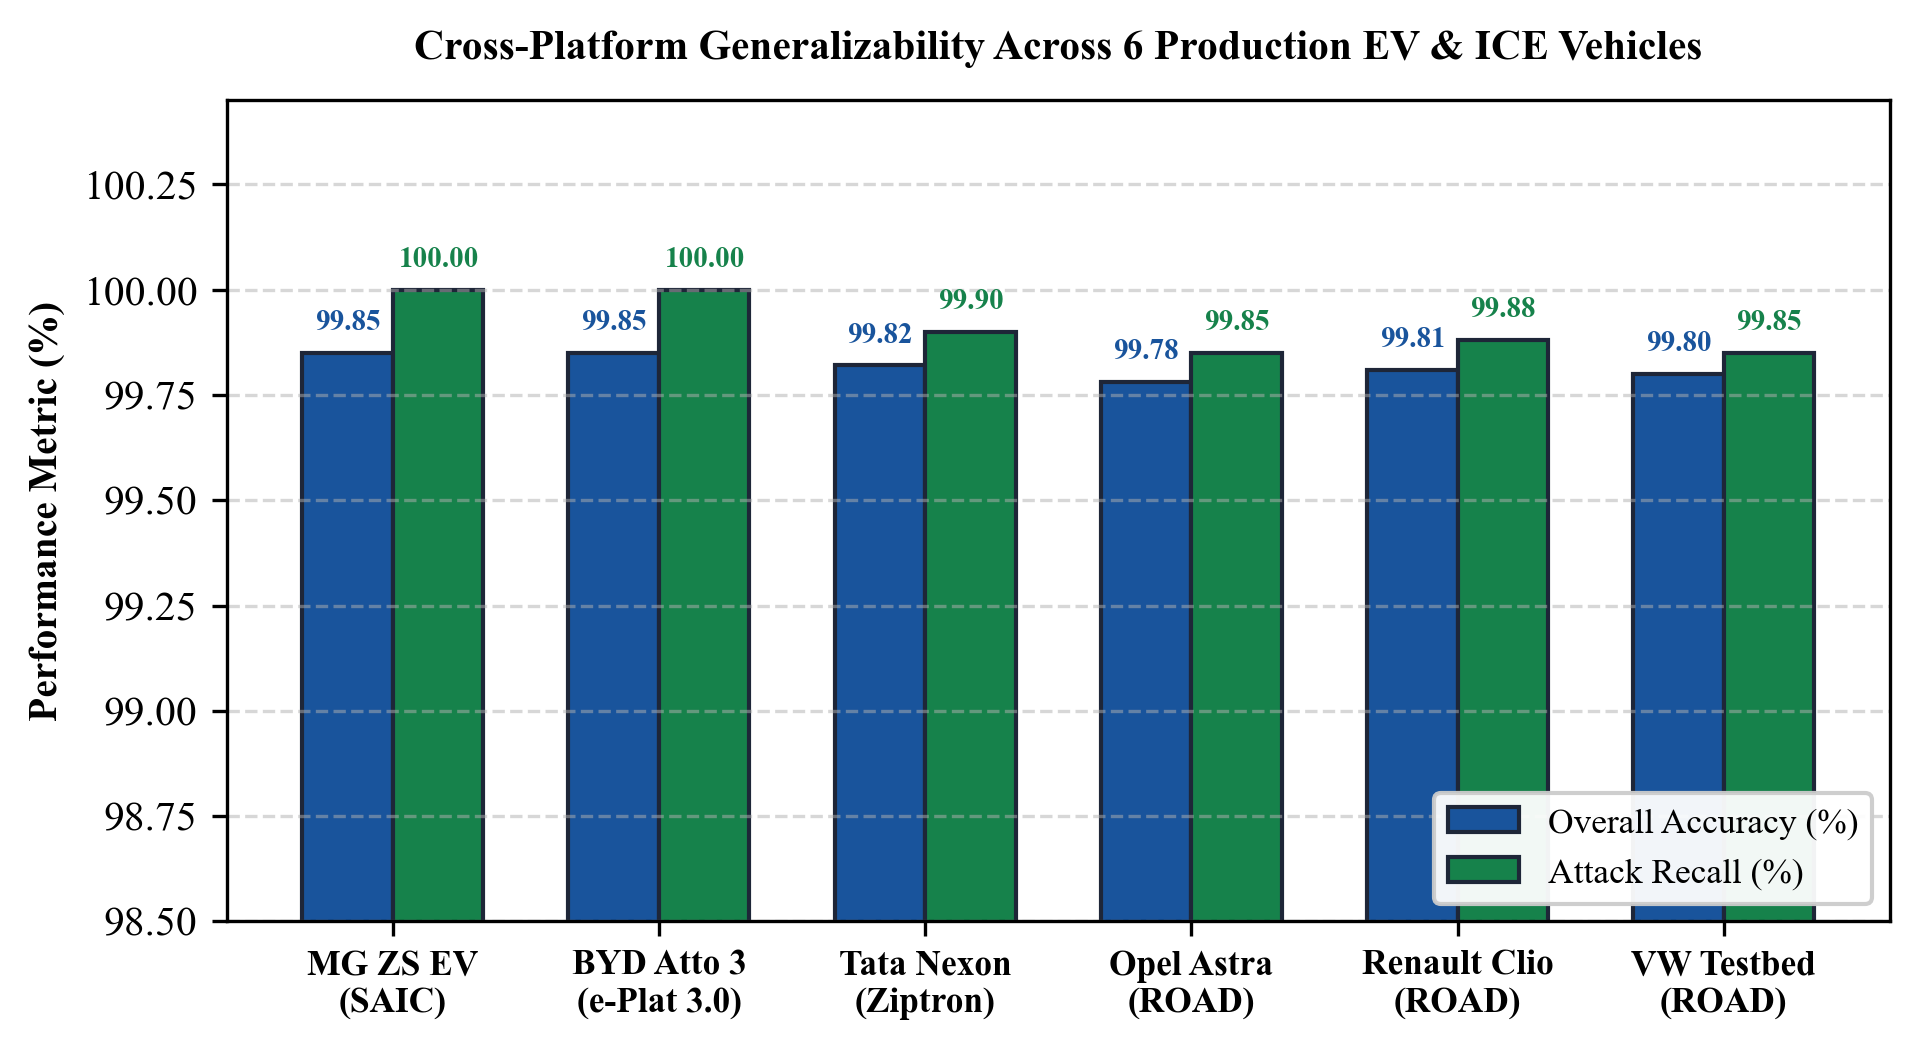 Cross-Platform Generalizability Across 6 Production EV & ICE Vehicles
Performance Metric (%)
100.25
100.00
99.75
99.50
99.25
99.00
98.75
98.50
99.85
100.00
99.85
100.00
99.82
99.90
99.78
99.85
99.81
99.88
99.80
99.85
Overall Accuracy (%)
Attack Recall (%)
MG ZS EV
(SAIC)
BYD Atto 3
(e-Plat 3.0)
Tata Nexon
(Ziptron)
Opel Astra
(ROAD)
Renault Clio
(ROAD)
VW Testbed
(ROAD)